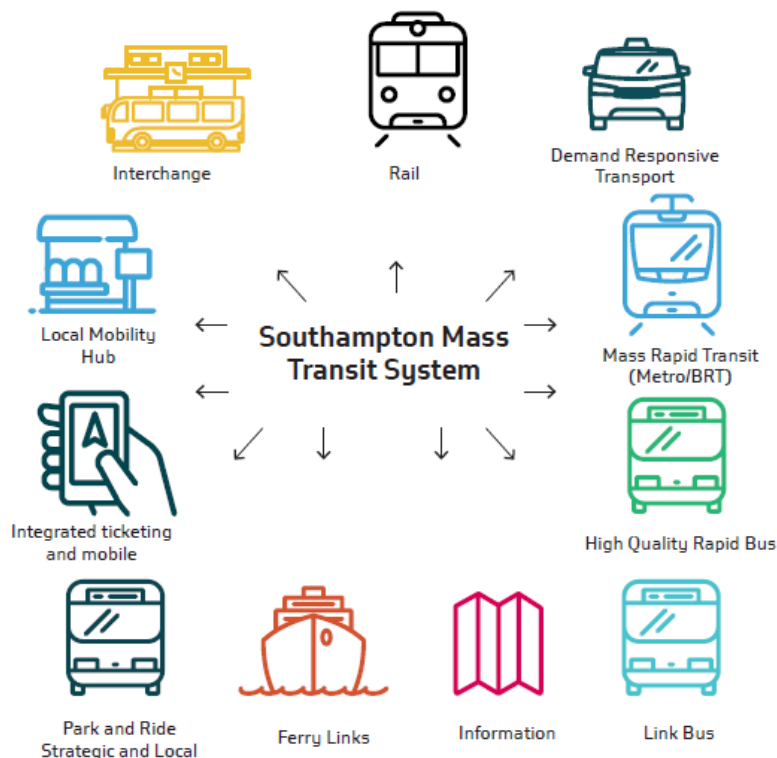 Interchange
Rail
Demand Responsive
Transport
Local Mobility
Hub
Southampton Mass
Transit System
Mass Rapid Transit
(Metro/BRT)
Integrated ticketing
and mobile
High Quality Rapid Bus
Park and Ride
Strategic and Local
Ferry Links
Information
Link Bus